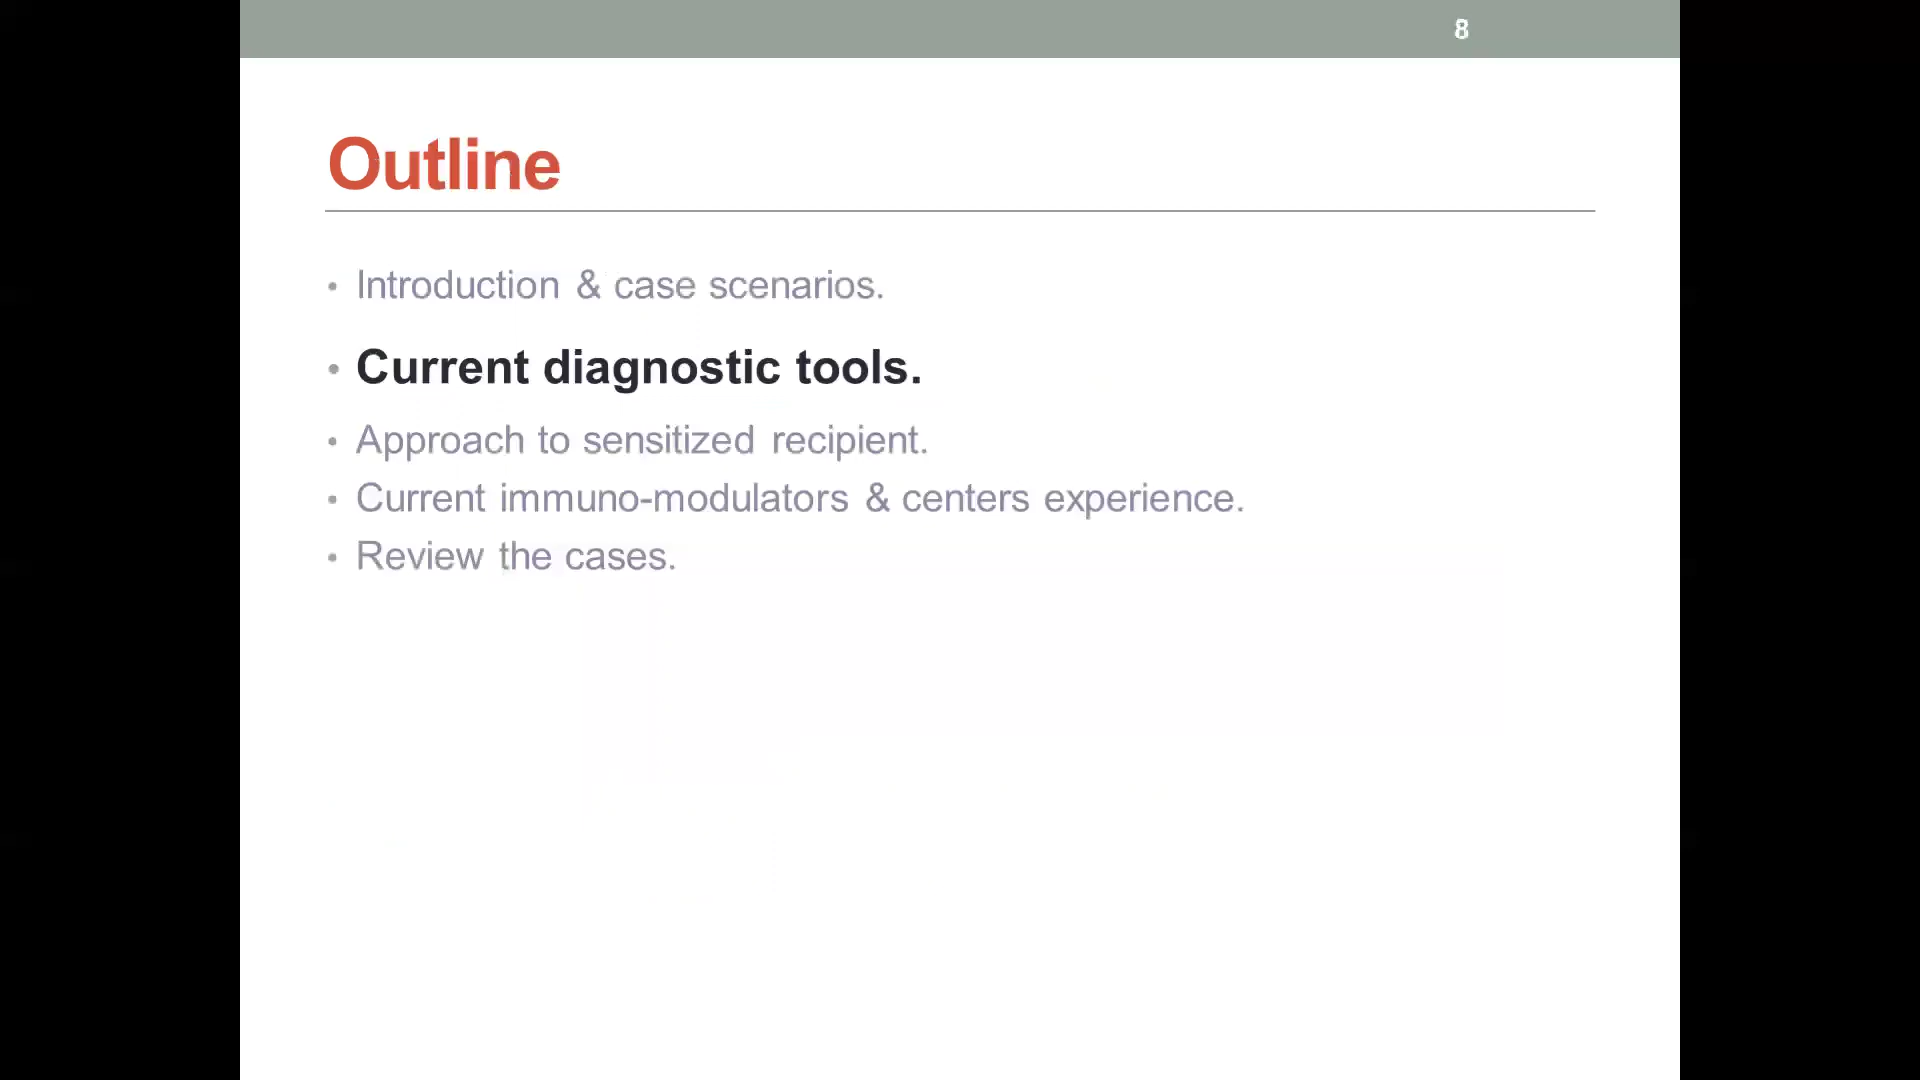 8
Outline
• Introduction & case scenarios.
• Current diagnostic tools.
• Approach to sensitized recipient.
• Current immuno-modulators & centers experience.
• Review the cases.